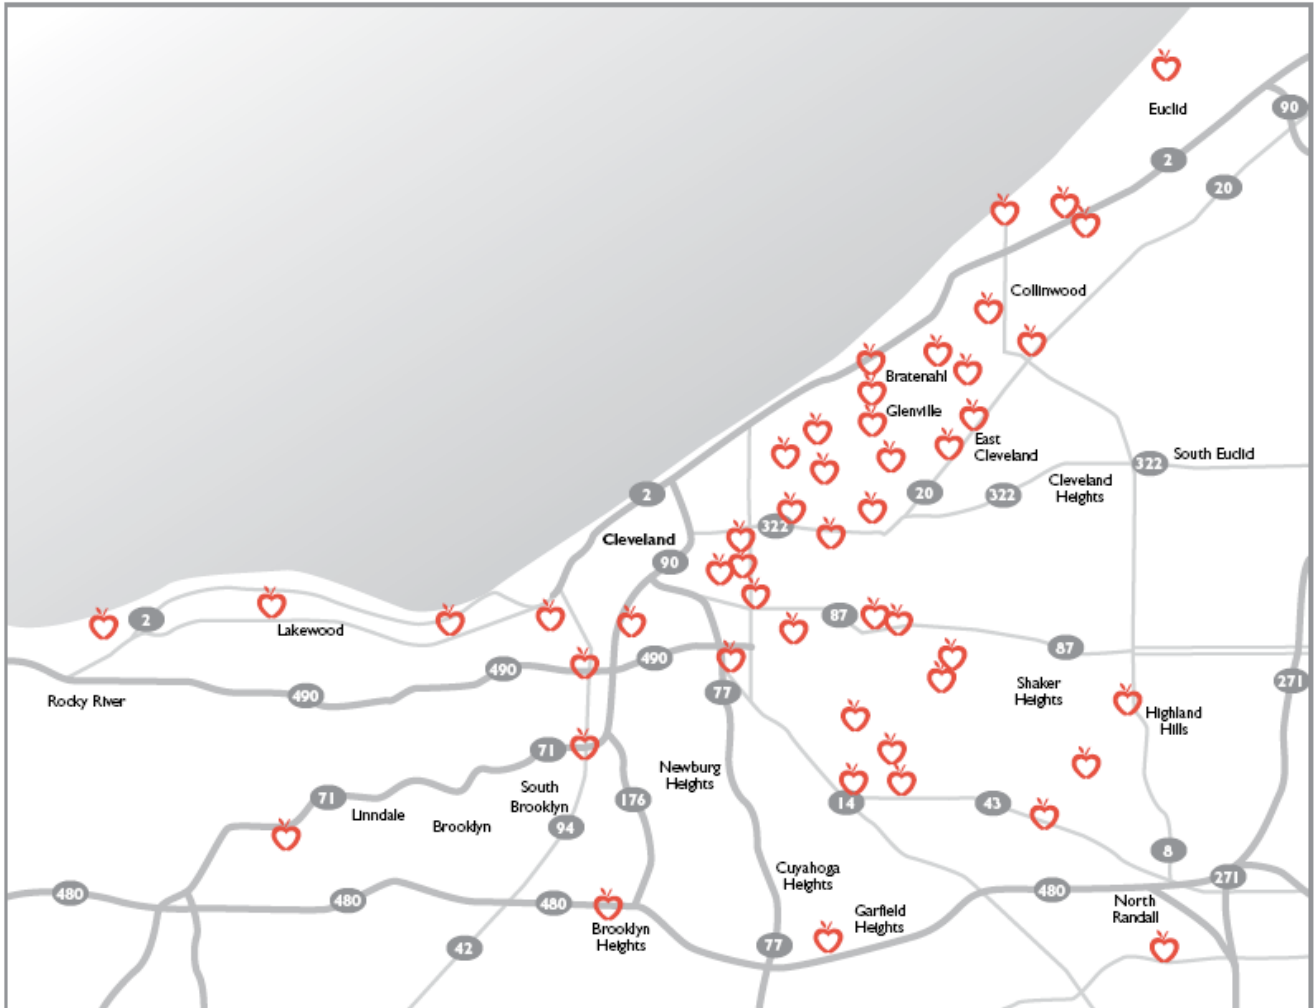 Euclid
90
2
20
Collinwood
Bratenahl
Glenville
East
Cleveland
322
South Euclid
Cleveland
Heights
20
322
2
322
Cleveland
90
2
Lakewood
87
87
490
490
490
Rocky River
77
Shaker
Heights
271
Highland
Hills
71
Newburg
Heights
South
Brooklyn
71
Linndale
Brooklyn
176
94
14
43
8
Cuyahoga
Heights
271
480
480
480
480
North
Randall
Garfield
Heights
Brooklyn
Heights
42
77